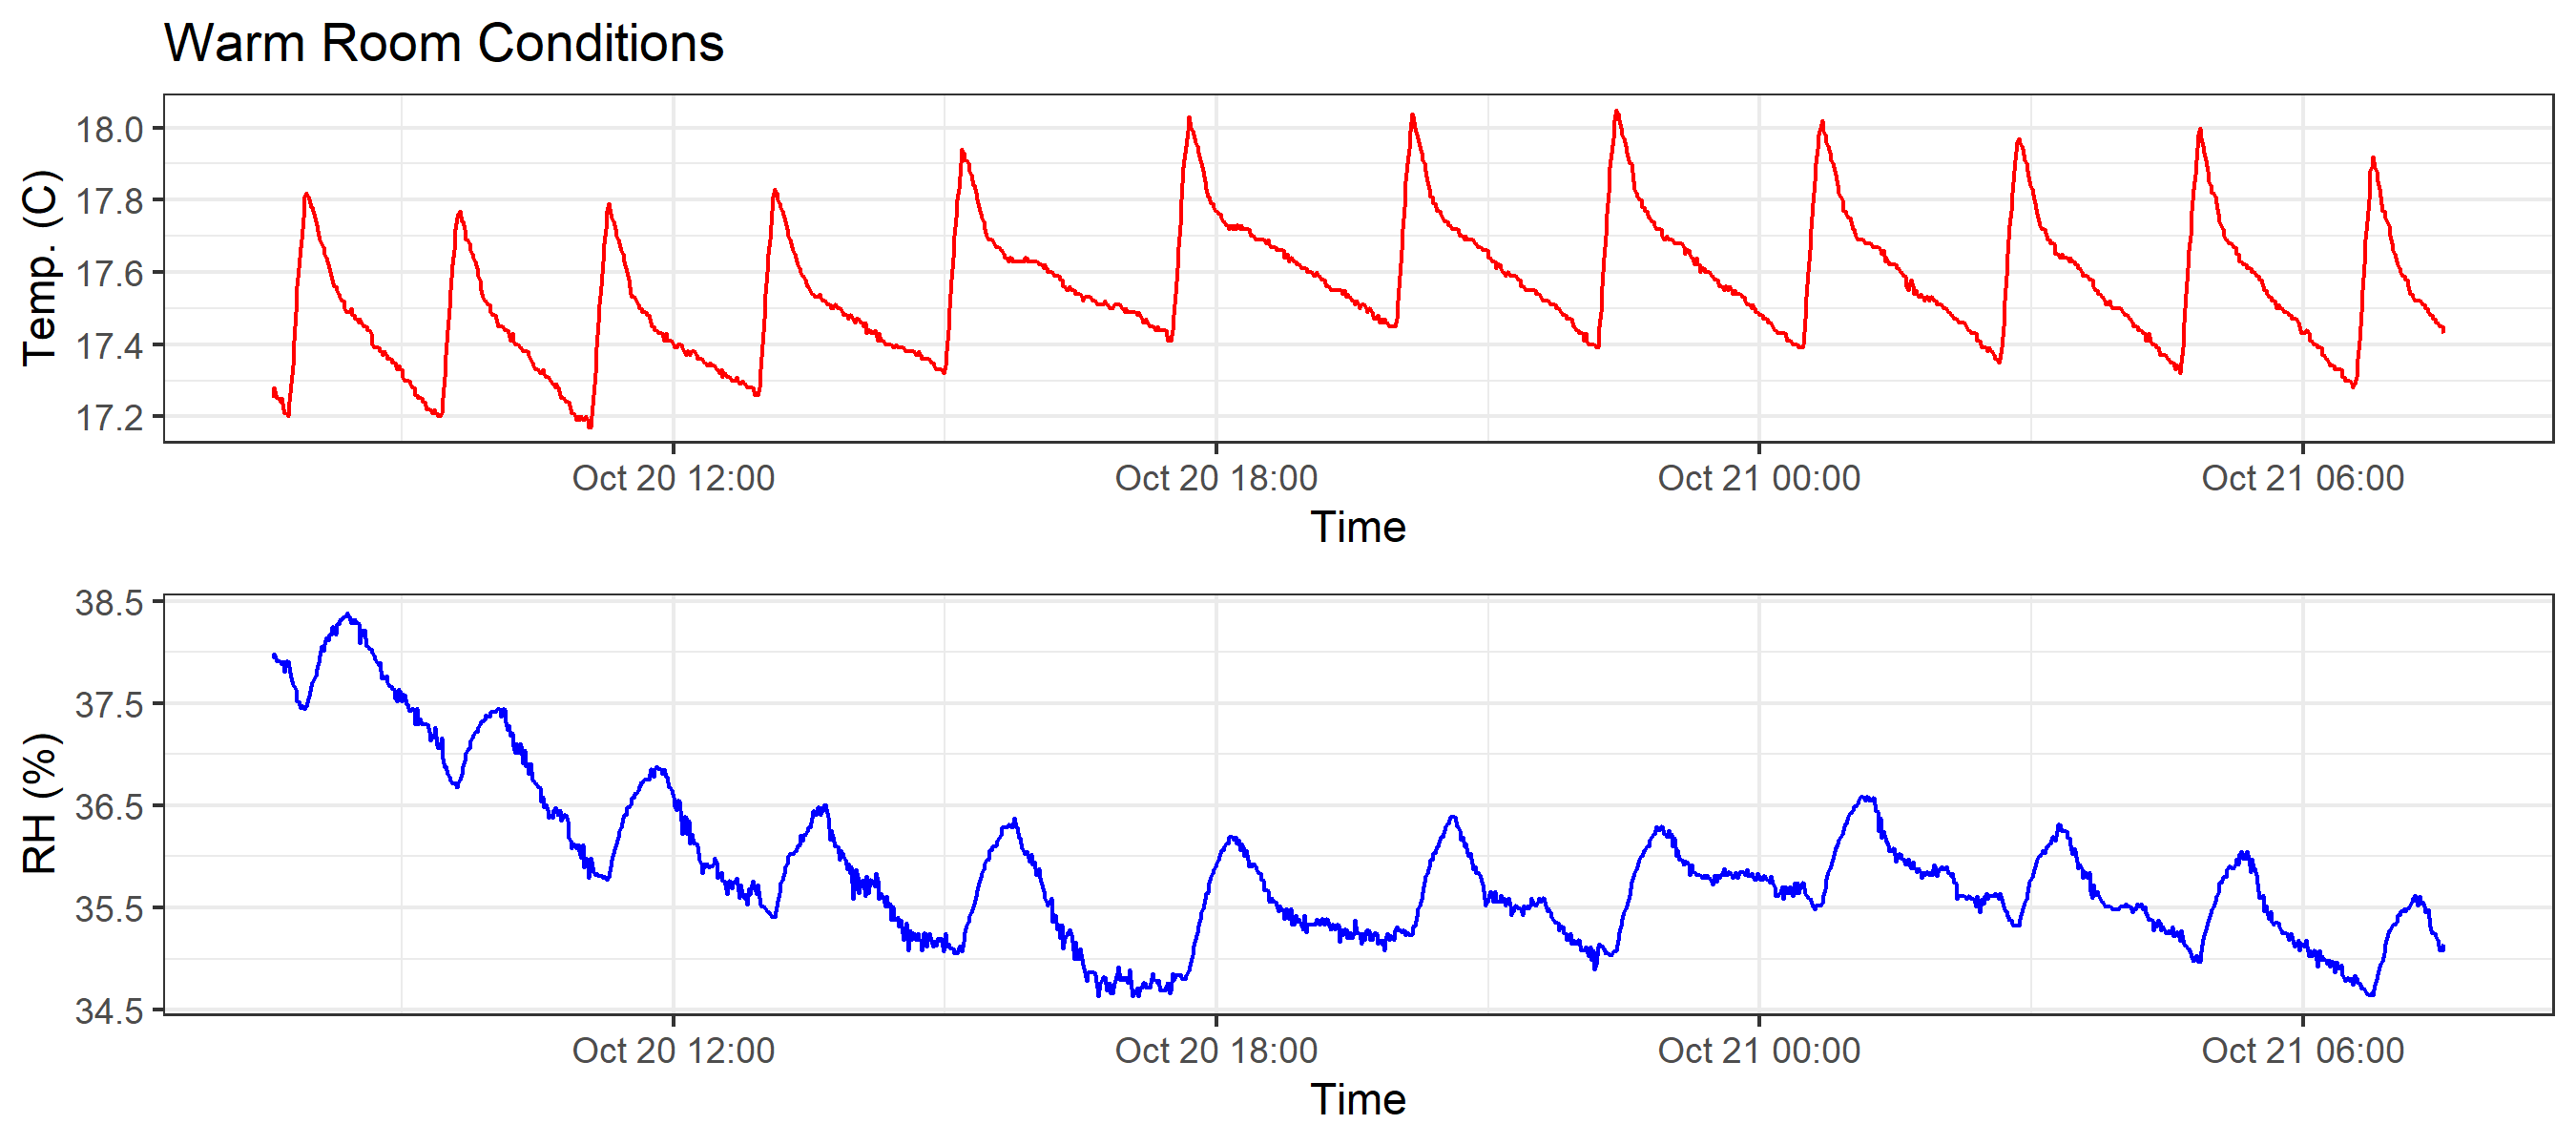 Warm Room Conditions
Temp. (C)
18.0
17.8
17.6
17.4
17.2
Oct 20 12:00 Oct 20 18:00 Oct 21 00:00 Oct 21 06:00
Time
RH (%)
38.5
37.5
36.5
35.5
34.5
Oct 20 12:00 Oct 20 18:00 Oct 21 00:00 Oct 21 06:00
Time